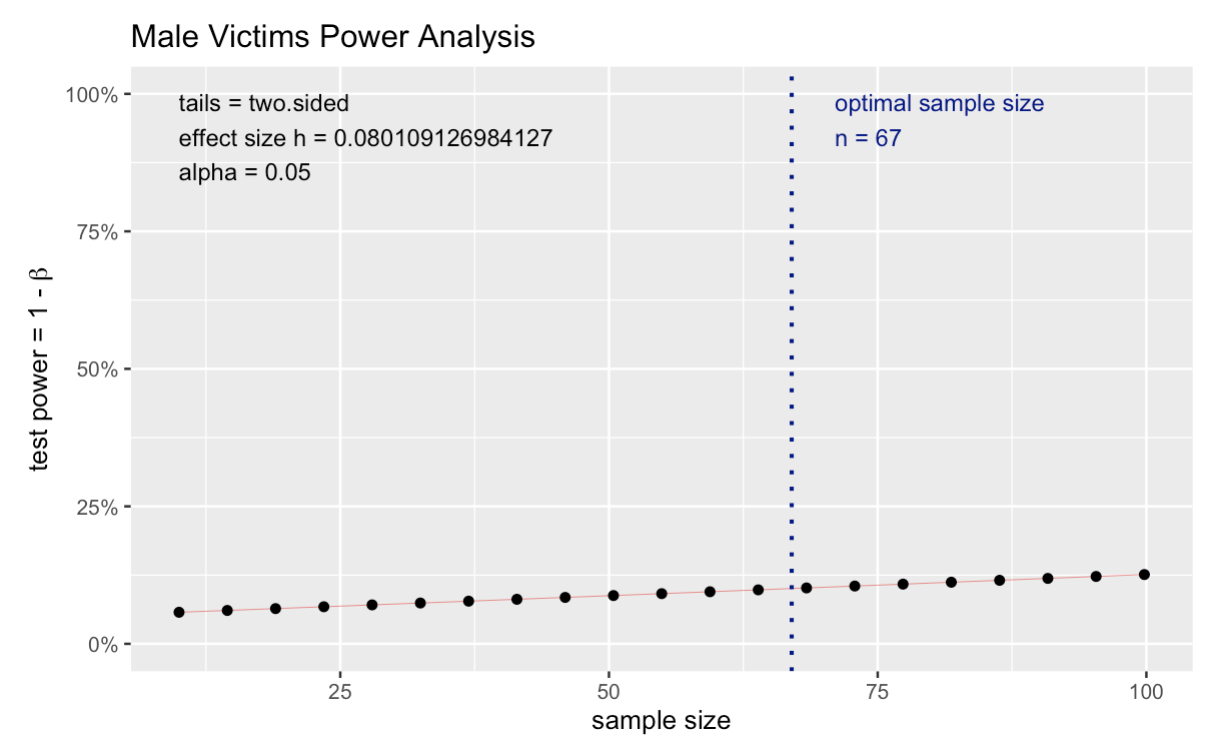 Male Victims Power Analysis
100%
75%
50%
25%
0%
test power = 1 - β
tails = two.sided
effect size h = 0.080109126984127
alpha = 0.05
optimal sample size
n = 67
25
50
75
100
sample size